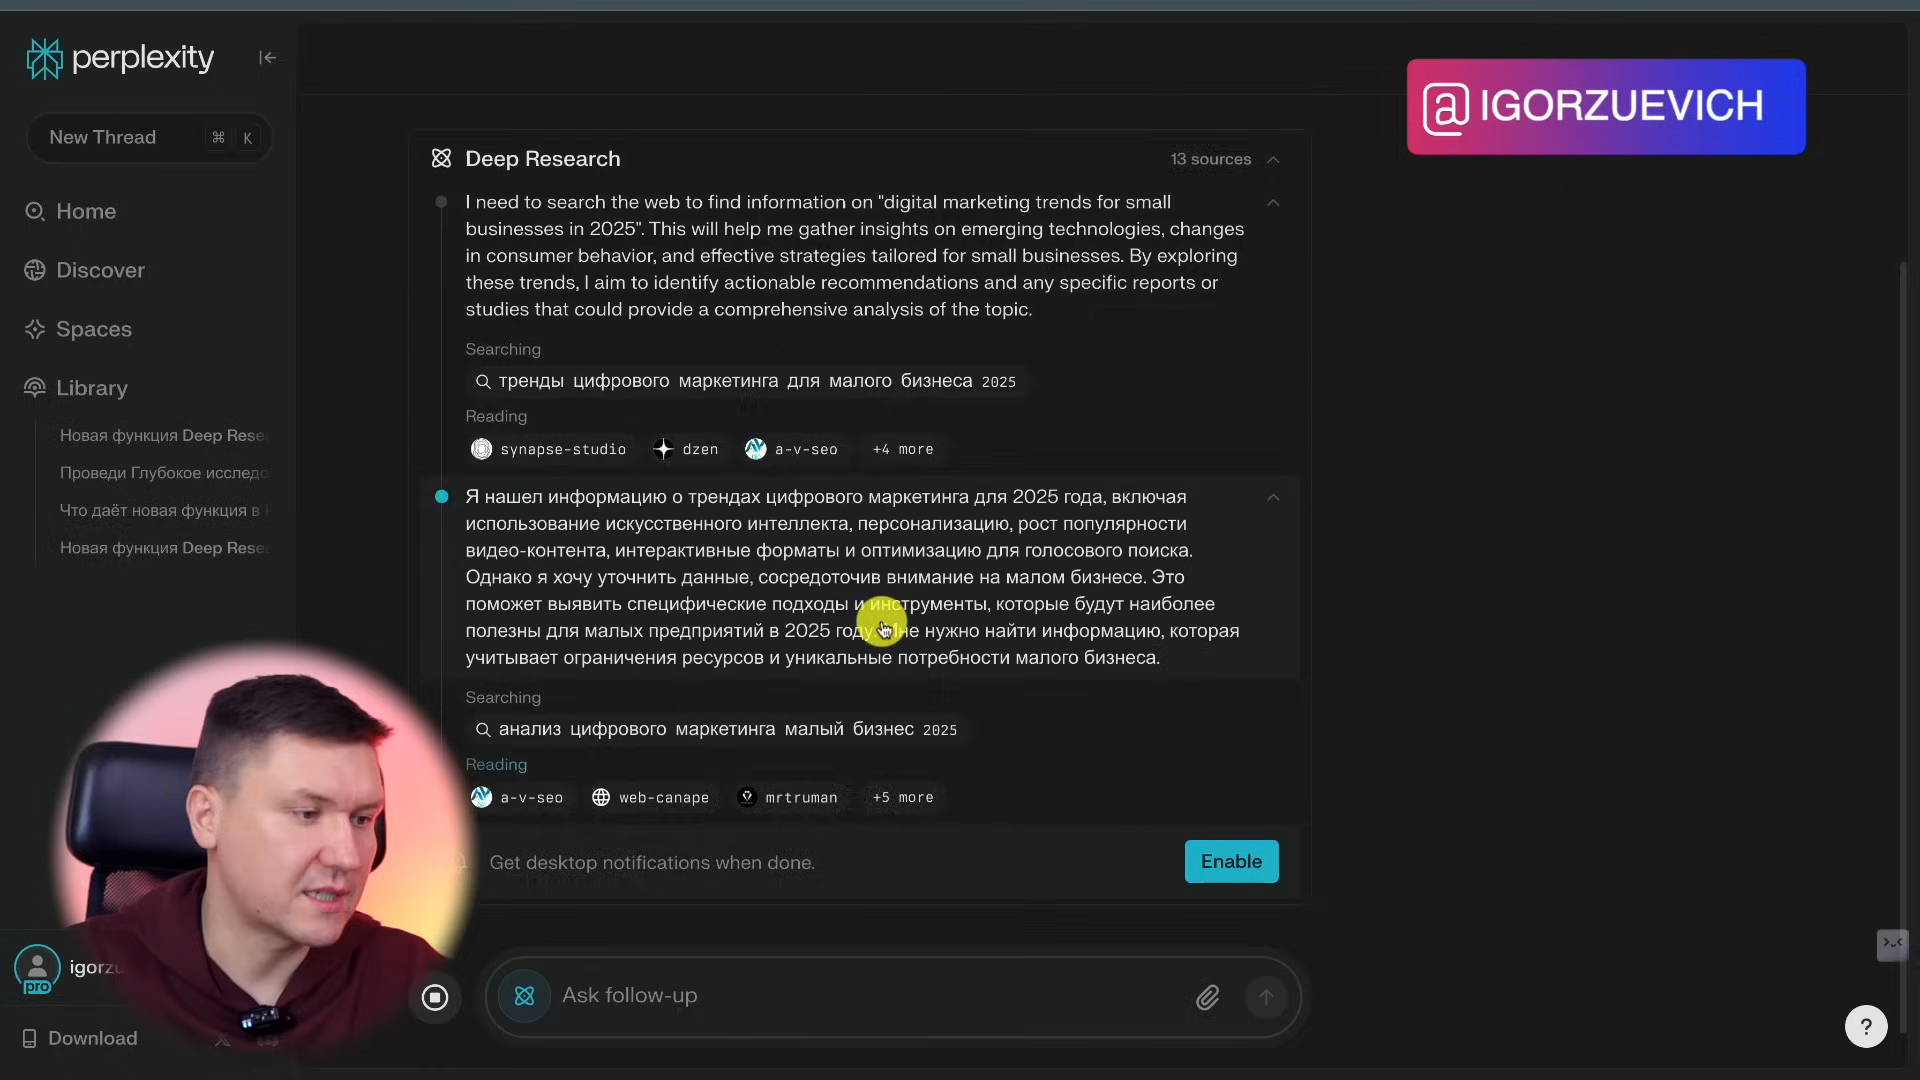 perplexity
New Thread ⌘ K
Home
Discover
Spaces
Library
Новая функция Deep Resea
Проведи Глубокое исследо
Что даёт новая функция в
Новая функция Deep Resea
igorzu
pro
Download
@IGORZUEVICH
Deep Research
13 sources
I need to search the web to find information on "digital marketing trends for small
businesses in 2025". This will help me gather insights on emerging technologies, changes
in consumer behavior, and effective strategies tailored for small businesses. By exploring
these trends, I aim to identify actionable recommendations and any specific reports or
studies that could provide a comprehensive analysis of the topic.
Searching
тренды цифрового маркетинга для малого бизнеса 2025
Reading
synapse-studio dzen a-v-seo +4 more
Я нашел информацию о трендах цифрового маркетинга для 2025 года, включая
использование искусственного интеллекта, персонализацию, рост популярности
видео-контента, интерактивные форматы и оптимизацию для голосового поиска.
Однако я хочу уточнить данные, сосредоточив внимание на малом бизнесе. Это
поможет выявить специфические подходы и инструменты, которые будут наиболее
полезны для малых предприятий в 2025 году. Мне нужно найти информацию, которая
учитывает ограничения ресурсов и уникальные потребности малого бизнеса.
Searching
анализ цифрового маркетинга малый бизнес 2025
Reading
a-v-seo web-canape mrtruman +5 more
Get desktop notifications when done.
Enable
Ask follow-up
?